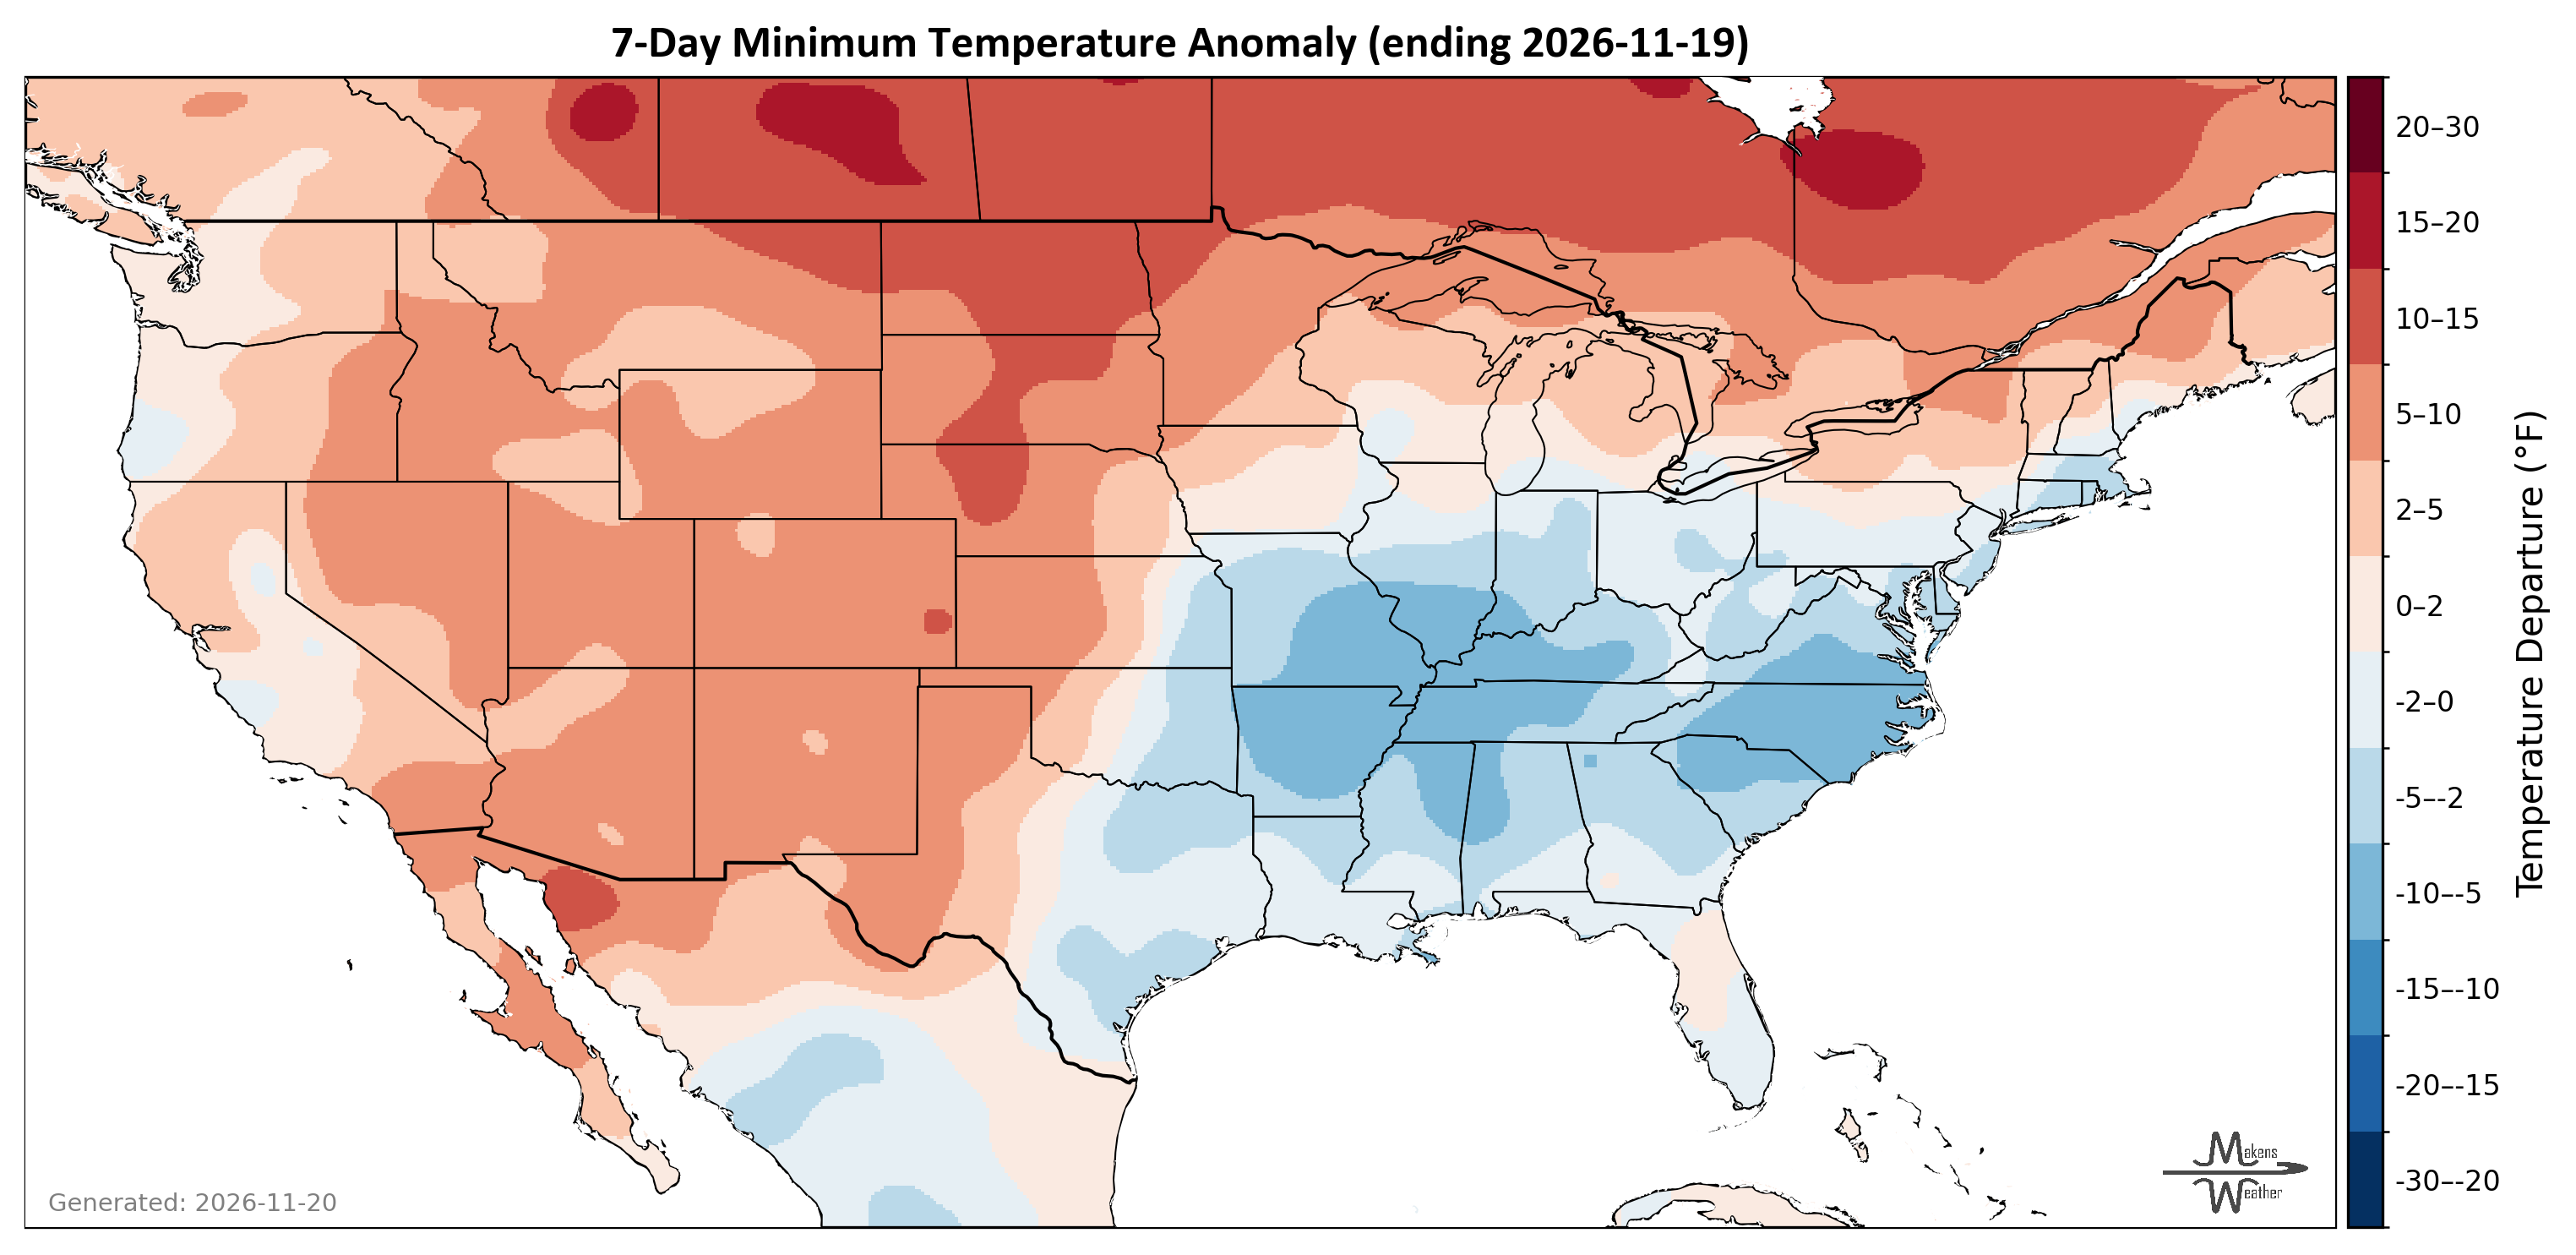 7-Day Minimum Temperature Anomaly (ending 2026-11-19)
20–30
15–20
10–15
5–10
2–5
0–2
-2–0
-5–-2
-10–-5
-15–-10
-20–-15
-30–-20
Temperature Departure (°F)
Makens
Weather
Generated: 2026-11-20